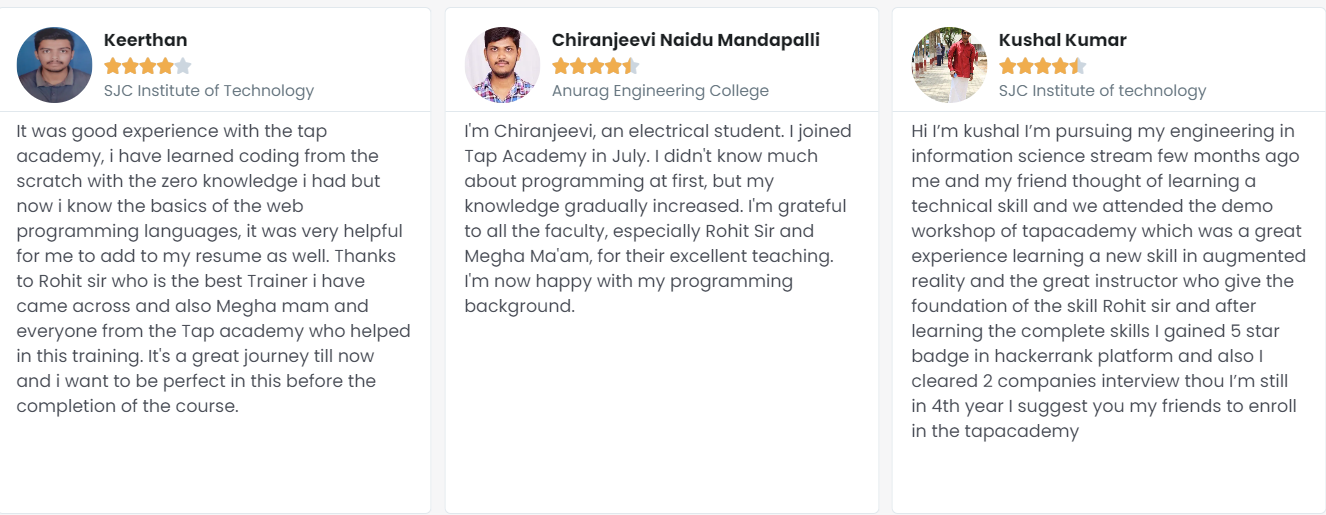 Keerthan
SJC Institute of Technology
It was good experience with the tap
academy, i have learned coding from the
scratch with the zero knowledge i had but
now i know the basics of the web
programming languages, it was very helpful
for me to add to my resume as well. Thanks
to Rohit sir who is the best Trainer i have
came across and also Megha mam and
everyone from the Tap academy who helped
in this training. It's a great journey till now
and i want to be perfect in this before the
completion of the course.
Chiranjeevi Naidu Mandapalli
Anurag Engineering College
I'm Chiranjeevi, an electrical student. I joined
Tap Academy in July. I didn't know much
about programming at first, but my
knowledge gradually increased. I'm grateful
to all the faculty, especially Rohit Sir and
Megha Ma'am, for their excellent teaching.
I'm now happy with my programming
background.
Kushal Kumar
SJC Institute of technology
Hi I’m kushal I’m pursuing my engineering in
information science stream few months ago
me and my friend thought of learning a
technical skill and we attended the demo
workshop of tapacademy which was a great
experience learning a new skill in augmented
reality and the great instructor who give the
foundation of the skill Rohit sir and after
learning the complete skills I gained 5 star
badge in hackerrank platform and also I
cleared 2 companies interview thou I’m still
in 4th year I suggest you my friends to enroll
in the tapacademy